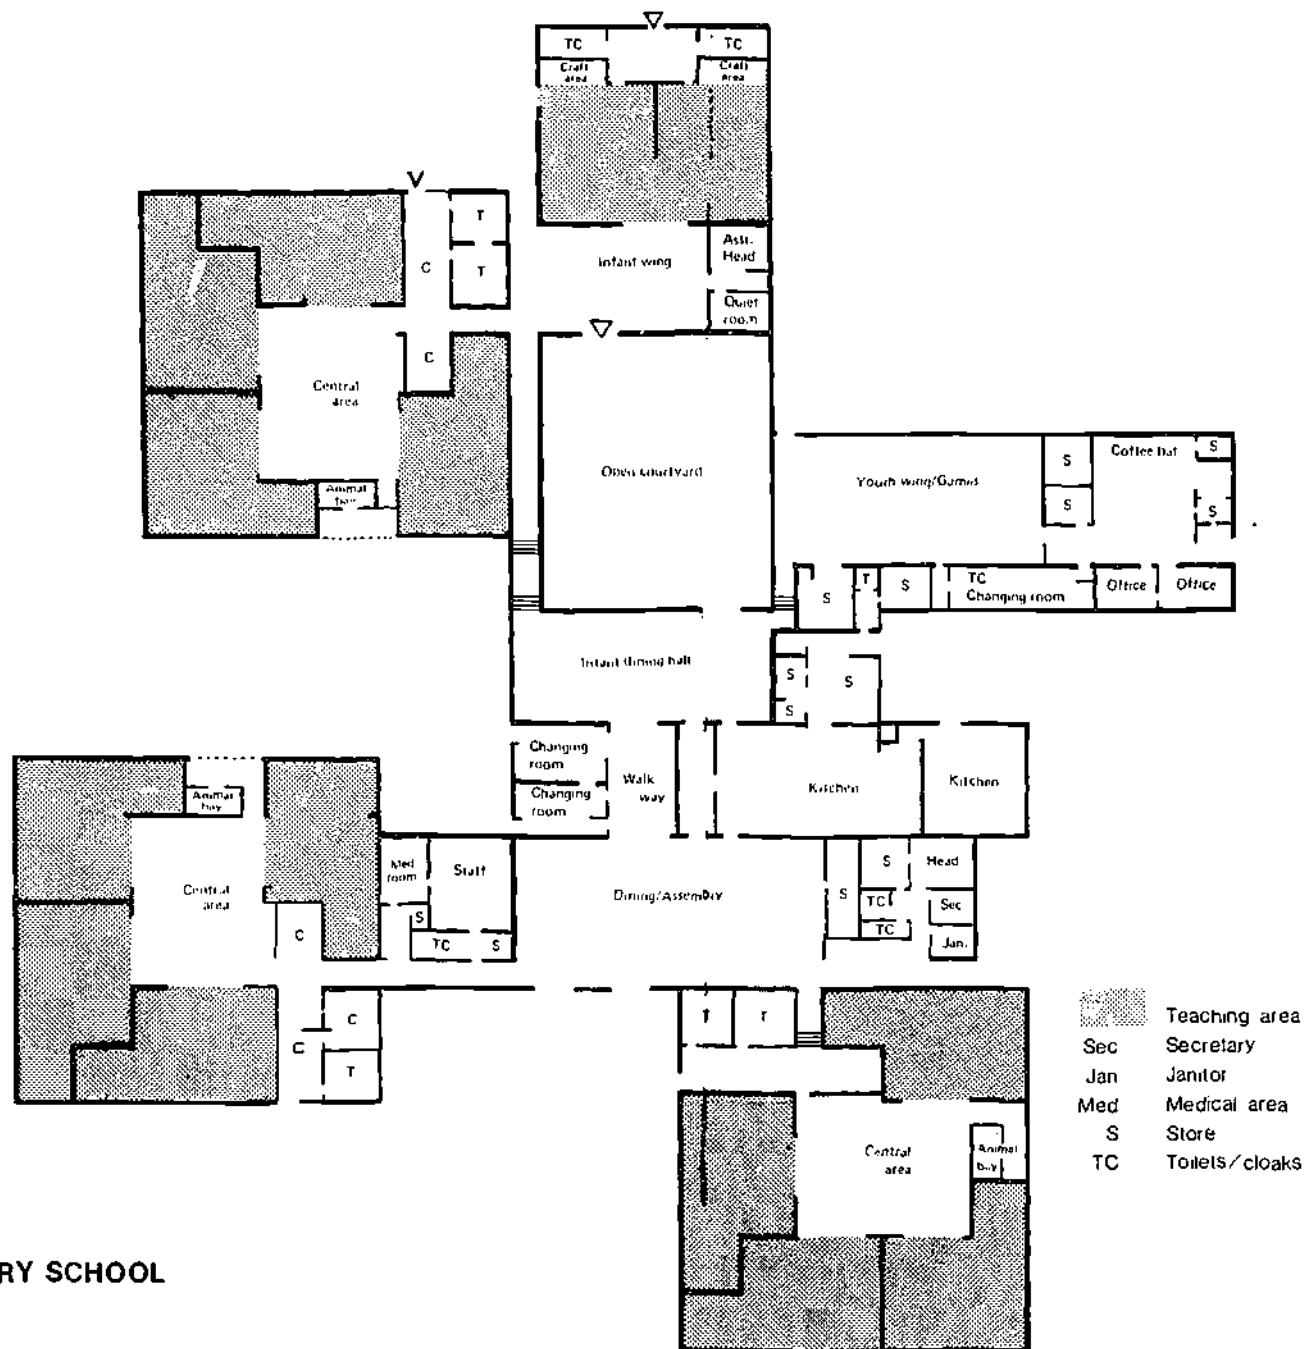 TC
TC
Craft
area
Craft
area
T
Asst.
Head
Infant wing
C
T
Quiet
room
C
Central
area
Open courtyard
Coffee bar
S
S
Youth wing/Games
S
S
Animal
bay
T
S
TC
Changing room
Office
Office
S
Infant dining hall
S
S
S
Changing
room
Walk
way
Kitchen
Kitchen
Changing
room
Animal
bay
Med
room
Staff
S
Head
Central
area
Dining/Assembly
S
TC
Sec
S
C
TC
S
TC
Jan.
C
T
T
C
T
Teaching area
Sec Secretary
Jan Janitor
Med Medical area
S Store
TC Toilets/cloaks
Central
area
Animal
bay
RY SCHOOL